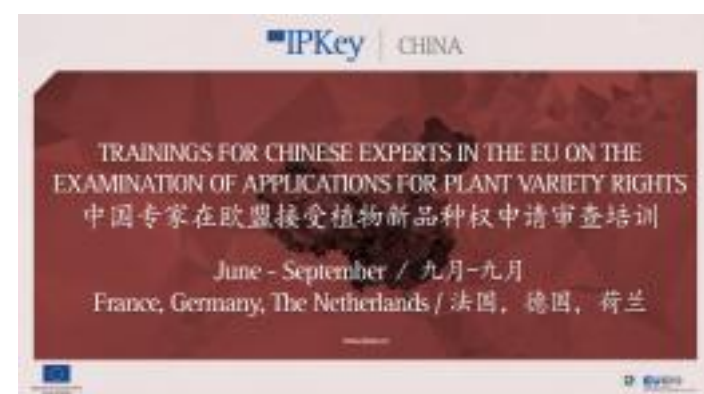 IPKey | CHINA
TRAININGS FOR CHINESE EXPERTS IN THE EU ON THE
EXAMINATION OF APPLICATIONS FOR PLANT VARIETY RIGHTS
中国专家在欧盟接受植物新品种权申请审查培训
June - September / 九月-九月
France, Germany, The Netherlands / 法国，德国，荷兰